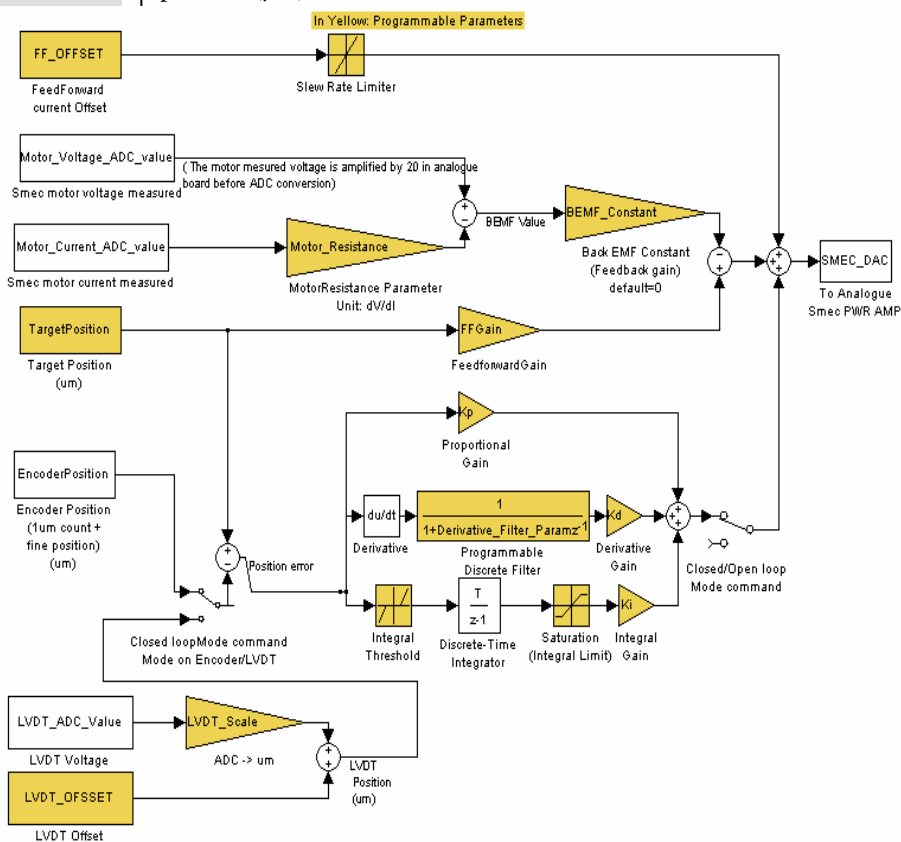 In Yellow: Programmable Parameters
FF_OFFSET
FeedForward
current Offset
Slew Rate Limiter
Motor_Voltage_ADC_value
Smec motor voltage measured
( The motor mesured voltage is amplified by 20 in analogue
board before ADC conversion)
BEMF Value
BEMF_Constant
Back EMF Constant
(Feedback gain)
default=0
Motor_Current_ADC_value
Smec motor current measured
Motor_Resistance
MotorResistance Parameter
Unit: dV/dI
SMEC_DAC
To Analogue
Smec PWR AMP
TargetPosition
Target Position
(um)
FFGain
FeedforwardGain
Kp
Proportional
Gain
EncoderPosition
Encoder Position
(1um count +
fine position)
(um)
Position error
du/dt
Derivative
1
1+Derivative_Filter_Paramz-1
Programmable
Discrete Filter
Kd
Derivative
Gain
Closed/Open loop
Mode command
Closed loopMode command
Mode on Encoder/LVDT
Integral
Threshold
T
z-1
Discrete-Time
Integrator
Saturation
(Integral Limit)
Ki
Integral
Gain
LVDT_ADC_Value
LVDT Voltage
LVDT_Scale
ADC -> um
LVDT
Position
(um)
LVDT_OFSSET
LVDT Offset